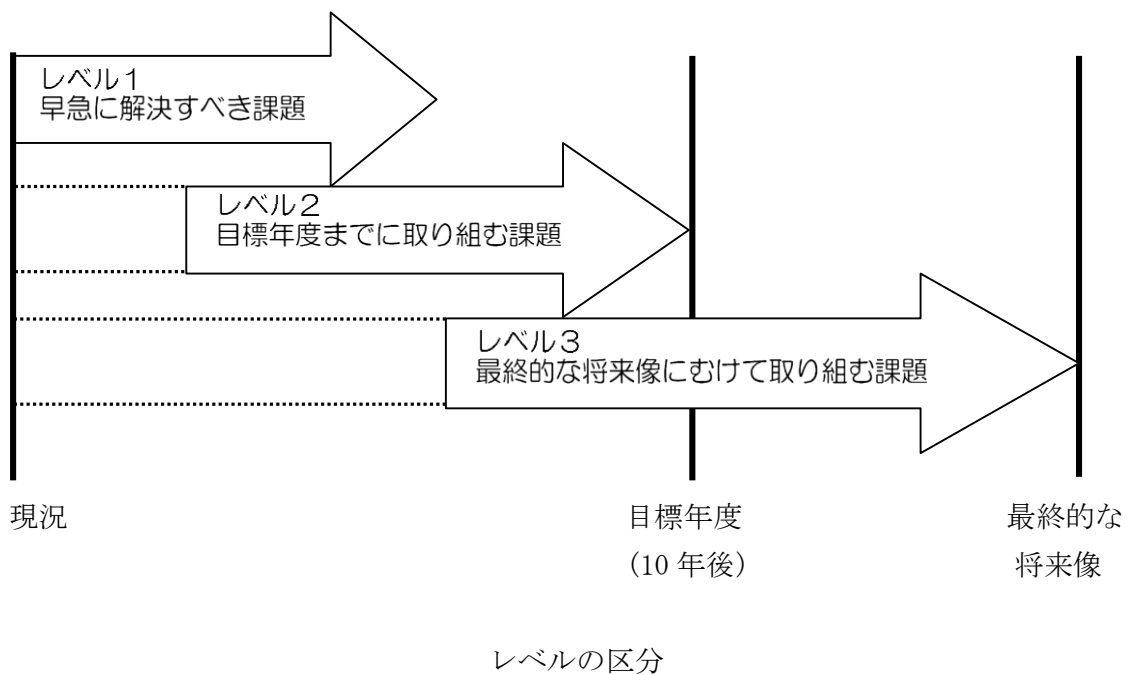 レベル１
早急に解決すべき課題
レベル２
目標年度までに取り組む課題
レベル３
最終的な将来像にむけて取り組む課題
現況
目標年度
（10 年後）
最終的な
将来像
レベルの区分